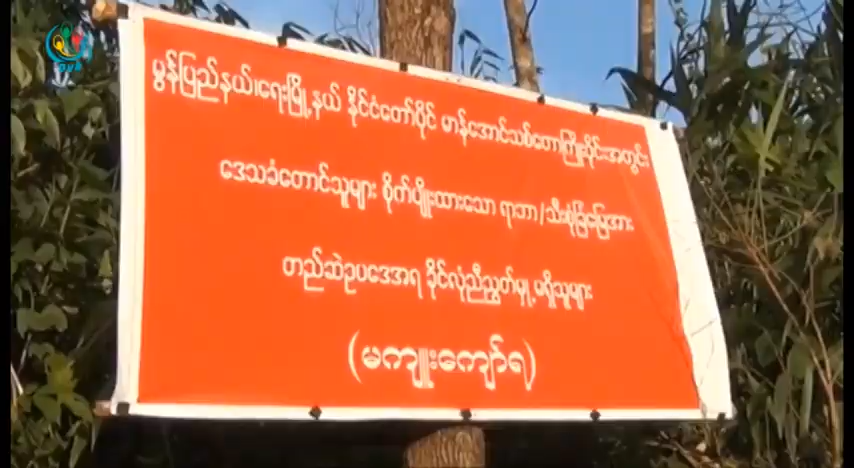 မွန်ပြည်နယ်၊ရေးမြို့နယ် နိုင်ငံတော်ပိုင် မာန်အောင်သစ်တောကြိုးဝိုင်းအတွင်း
ဒေသခံတောင်သူများ စိုက်ပျိုးထားသော ရာဘာ/သီးစုံခြံမြေအား
တည်ဆဲဥပဒေအရ ခိုင်လုံညီညွှတ်မှု့ မရှိသူများ
(မကျူးကျော်ရ)